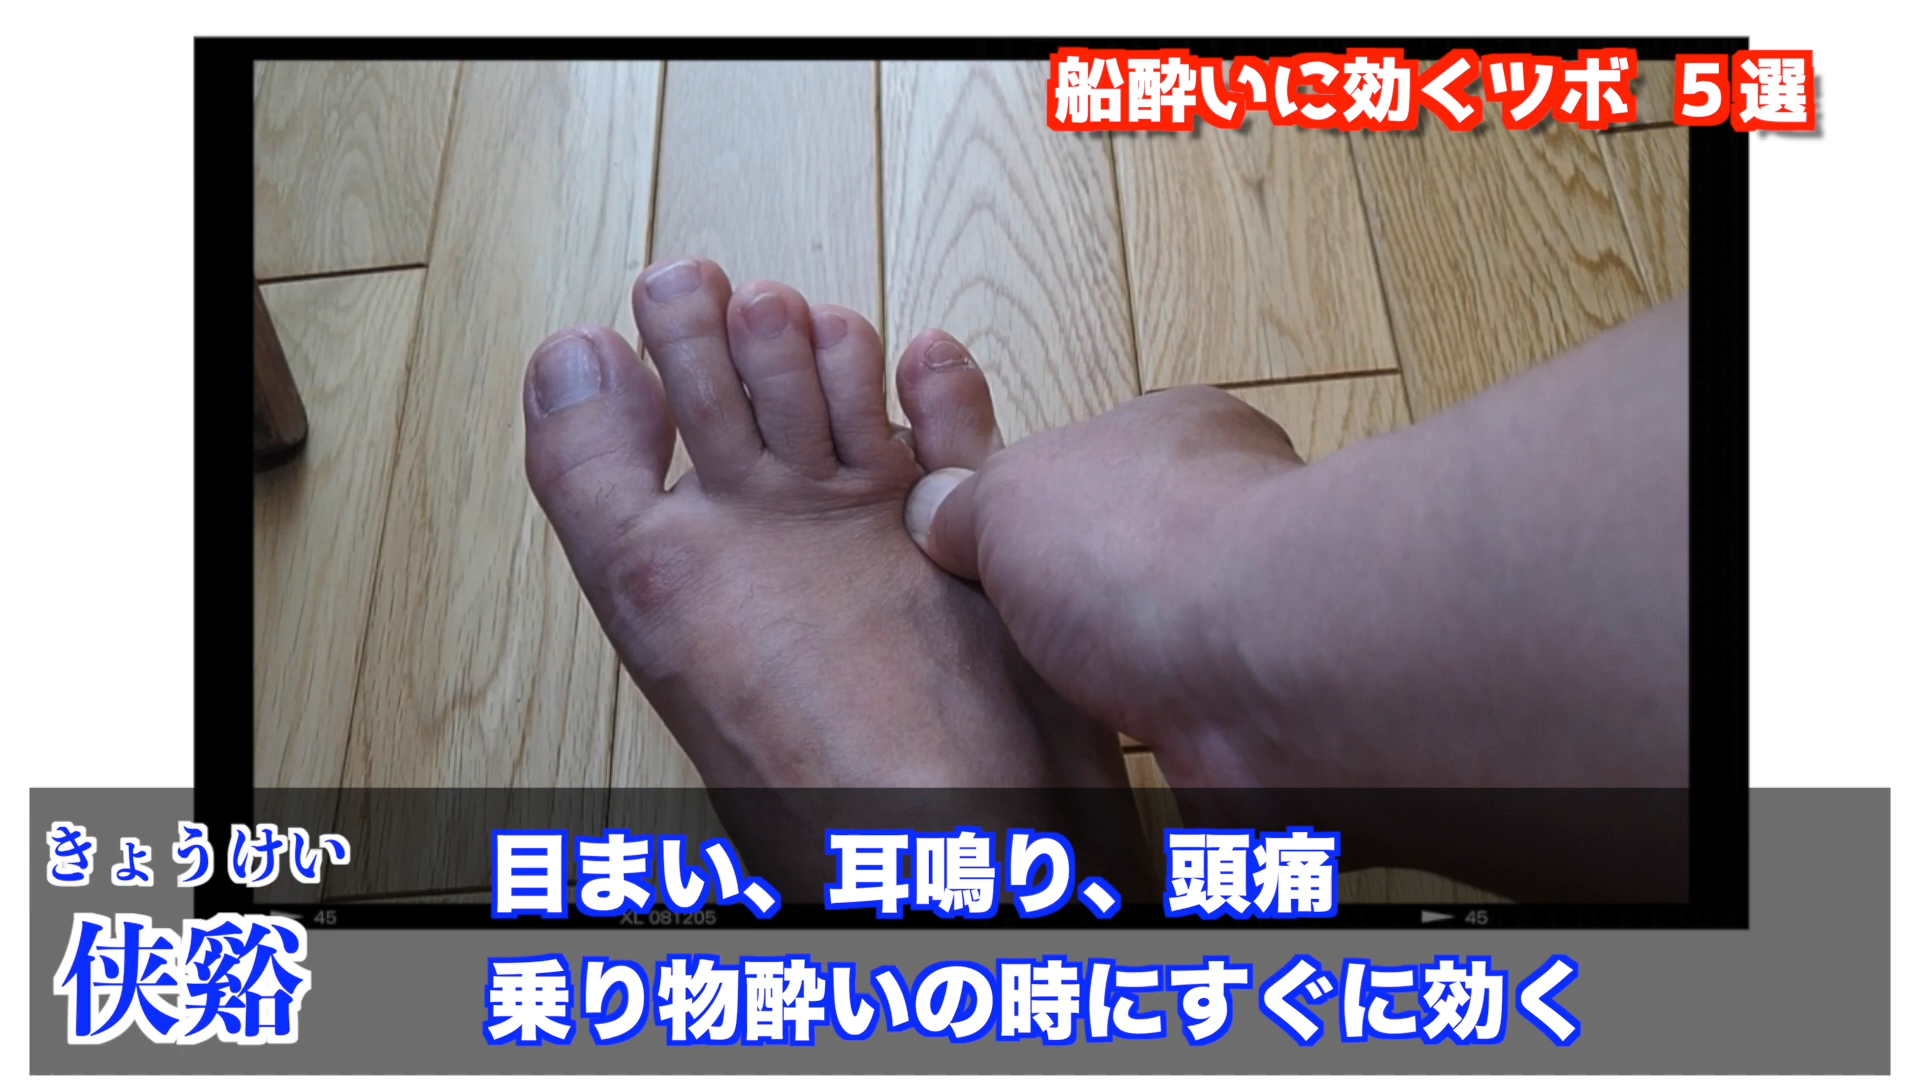 船酔いに効くツボ 5選
きょうけい
侠谿
目まい、耳鳴り、頭痛
乗り物酔いの時にすぐに効く
45
XL 081205
45